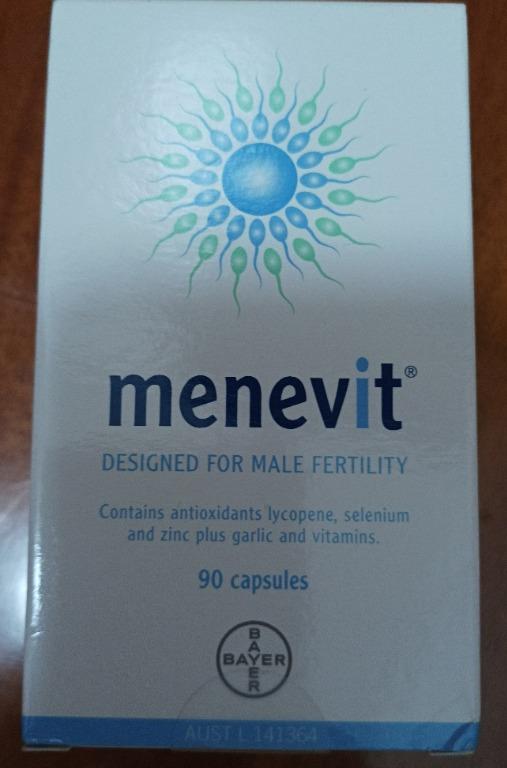 menevit®
DESIGNED FOR MALE FERTILITY
Contains antioxidants lycopene, selenium
and zinc plus garlic and vitamins.
90 capsules
BAYER
BAYER
AUST L 141364